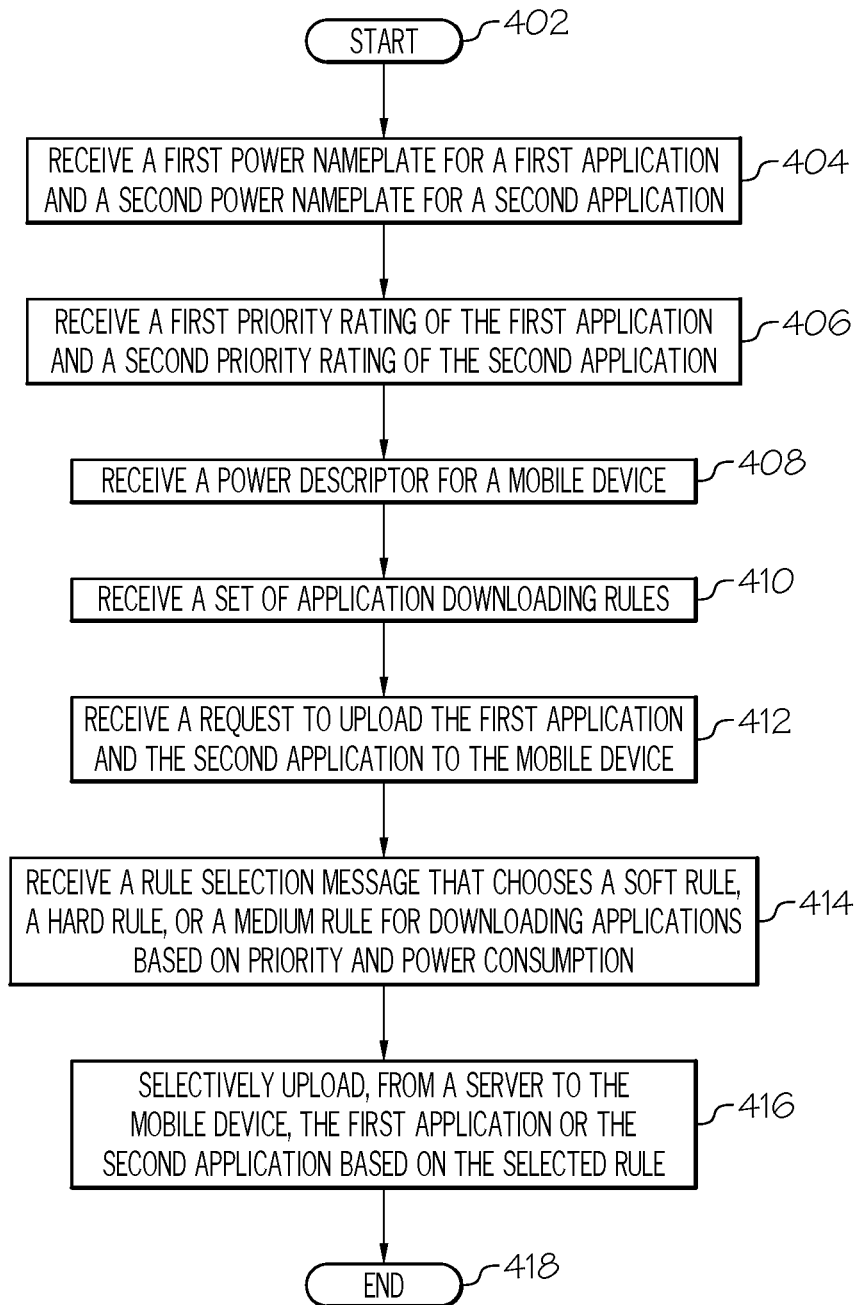 START
402
RECEIVE A FIRST POWER NAMEPLATE FOR A FIRST APPLICATION
AND A SECOND POWER NAMEPLATE FOR A SECOND APPLICATION
404
RECEIVE A FIRST PRIORITY RATING OF THE FIRST APPLICATION
AND A SECOND PRIORITY RATING OF THE SECOND APPLICATION
406
RECEIVE A POWER DESCRIPTOR FOR A MOBILE DEVICE
408
RECEIVE A SET OF APPLICATION DOWNLOADING RULES
410
RECEIVE A REQUEST TO UPLOAD THE FIRST APPLICATION
AND THE SECOND APPLICATION TO THE MOBILE DEVICE
412
RECEIVE A RULE SELECTION MESSAGE THAT CHOOSES A SOFT RULE,
A HARD RULE, OR A MEDIUM RULE FOR DOWNLOADING APPLICATIONS
BASED ON PRIORITY AND POWER CONSUMPTION
414
SELECTIVELY UPLOAD, FROM A SERVER TO THE
MOBILE DEVICE, THE FIRST APPLICATION OR THE
SECOND APPLICATION BASED ON THE SELECTED RULE
416
END
418